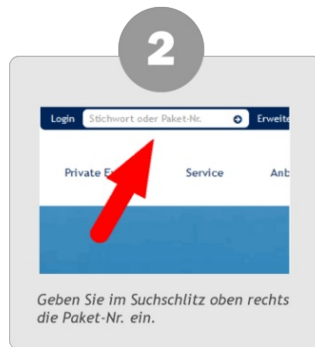 2
Login Stichwort oder Paket-Nr. Erweite
Private E Service Anb
Geben Sie im Suchschlitz oben rechts
die Paket-Nr. ein.